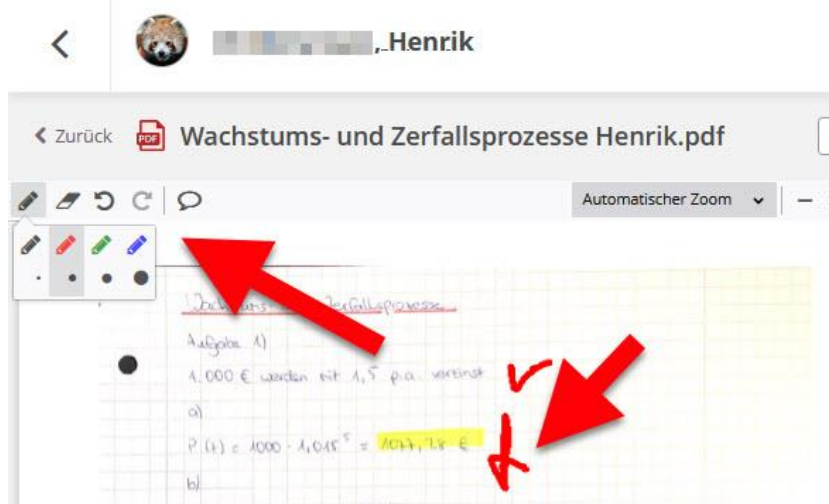 , Henrik
Zurück PDF Wachstums- und Zerfallsprozesse Henrik.pdf
Automatischer Zoom
Wachstums- Zerfallsprozesse
Aufgabe 1)
1.000 € werden mit 1,5 p.a. verzinst
a)
P (t) = 1000 · 1,015⁵ = 1077,28 €
b)